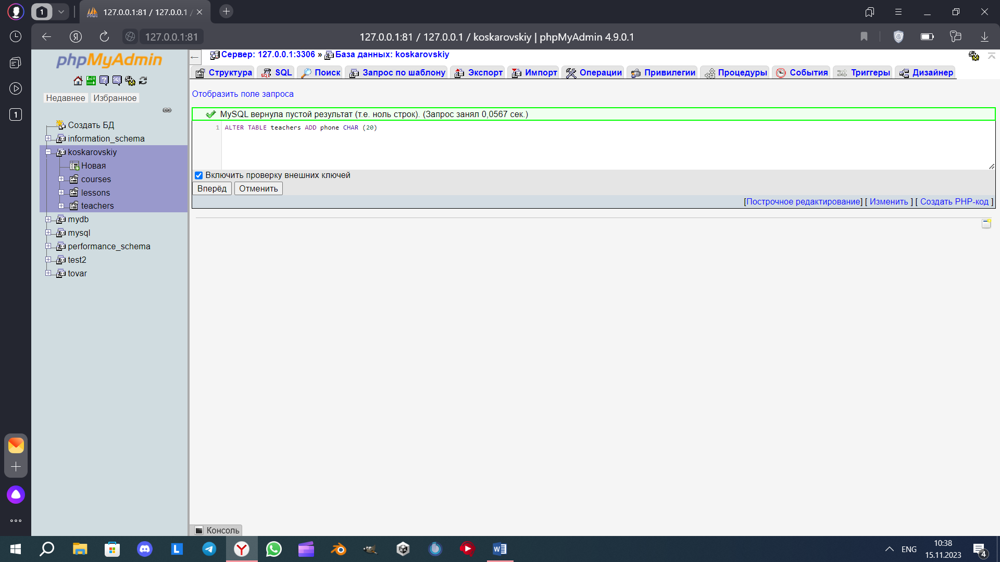 1
127.0.0.1:81 / 127.0.0.1 /
127.0.0.1:81
127.0.0.1:81 / 127.0.0.1 / koskarovskiy | phpMyAdmin 4.9.0.1
1
phpMyAdmin
Недавнее Избранное
Создать БД
information_schema
koskarovskiy
Новая
courses
lessons
teachers
mydb
mysql
performance_schema
test2
tovar
Сервер: 127.0.0.1:3306 » База данных: koskarovskiy
Структура SQL Поиск Запрос по шаблону Экспорт Импорт Операции Привилегии Процедуры События Триггеры Дизайнер
Отобразить поле запроса
MySQL вернула пустой результат (т.е. ноль строк). (Запрос занял 0,0567 сек.)
1 ALTER TABLE teachers ADD phone CHAR (20)
Включить проверку внешних ключей
Вперёд Отменить
[Построчное редактирование] [ Изменить ] [ Создать PHP-код ]
Консоль
ENG
10:38
15.11.2023
4